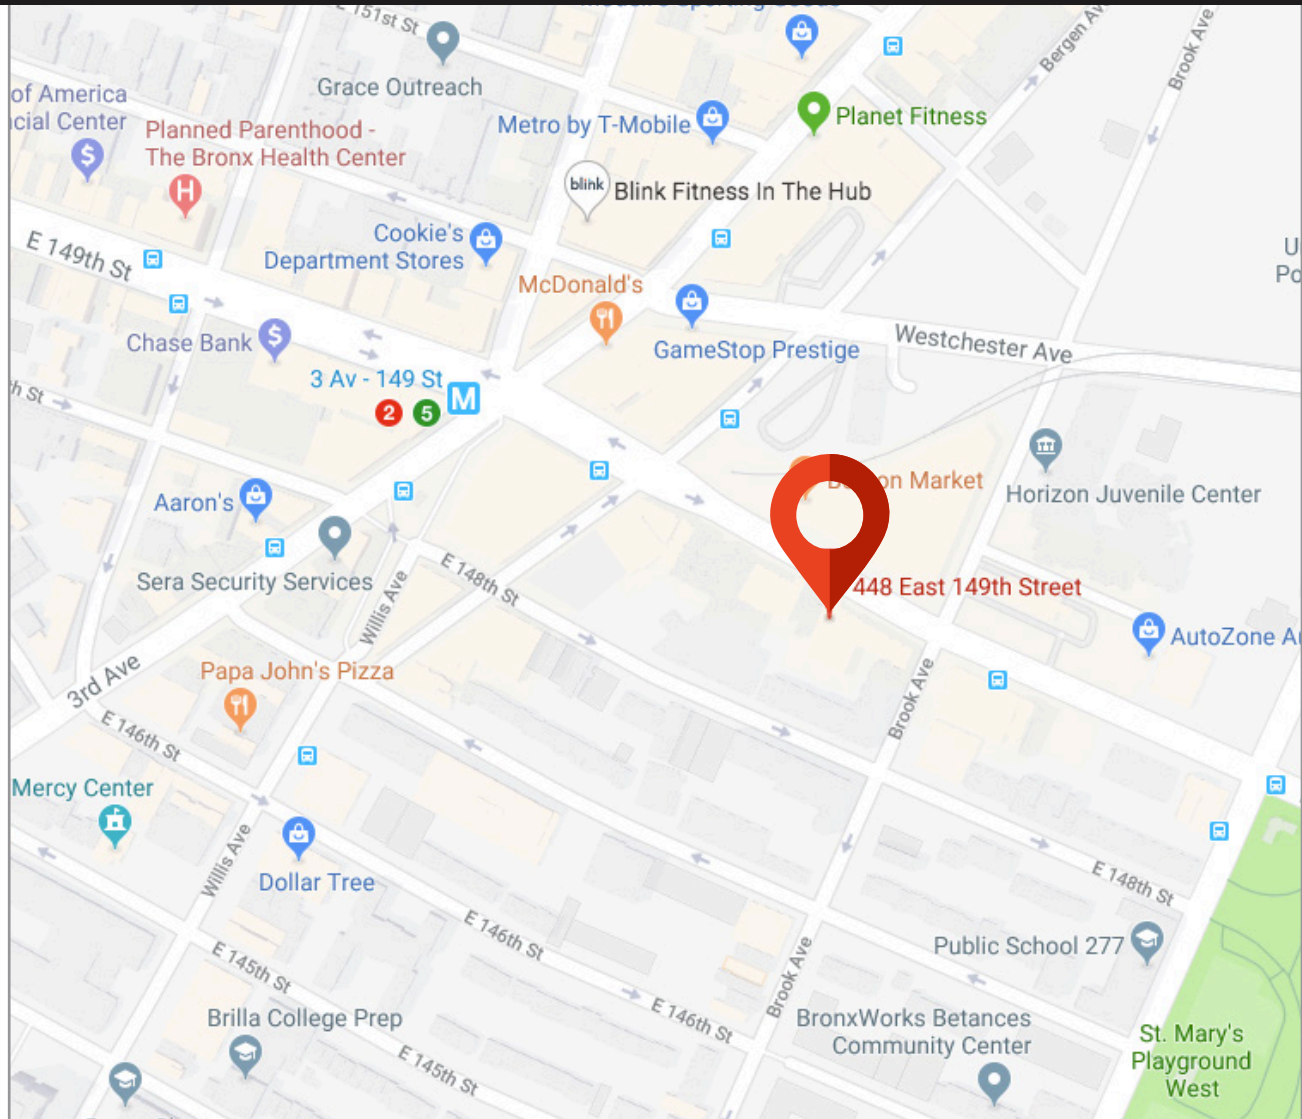 E 151st St
Bergen Av
Brook Ave
Grace Outreach
of America
cial Center
Metro by T-Mobile
Planet Fitness
Planned Parenthood -
The Bronx Health Center
blink
Blink Fitness In The Hub
E 149th St
Cookie's
Department Stores
McDonald's
Chase Bank
GameStop Prestige
Westchester Ave
3 Av - 149 St
M
2
5
h St
Aaron's
Market
Horizon Juvenile Center
Sera Security Services
Willis Ave
E 148th St
448 East 149th Street
AutoZone A
3rd Ave
Papa John's Pizza
Brook Ave
E 146th St
Mercy Center
Willis Ave
Dollar Tree
E 148th St
E 146th St
Public School 277
E 145th St
Brook Ave
Brilla College Prep
E 146th St
BronxWorks Betances
Community Center
St. Mary's
Playground
West
E 145th St